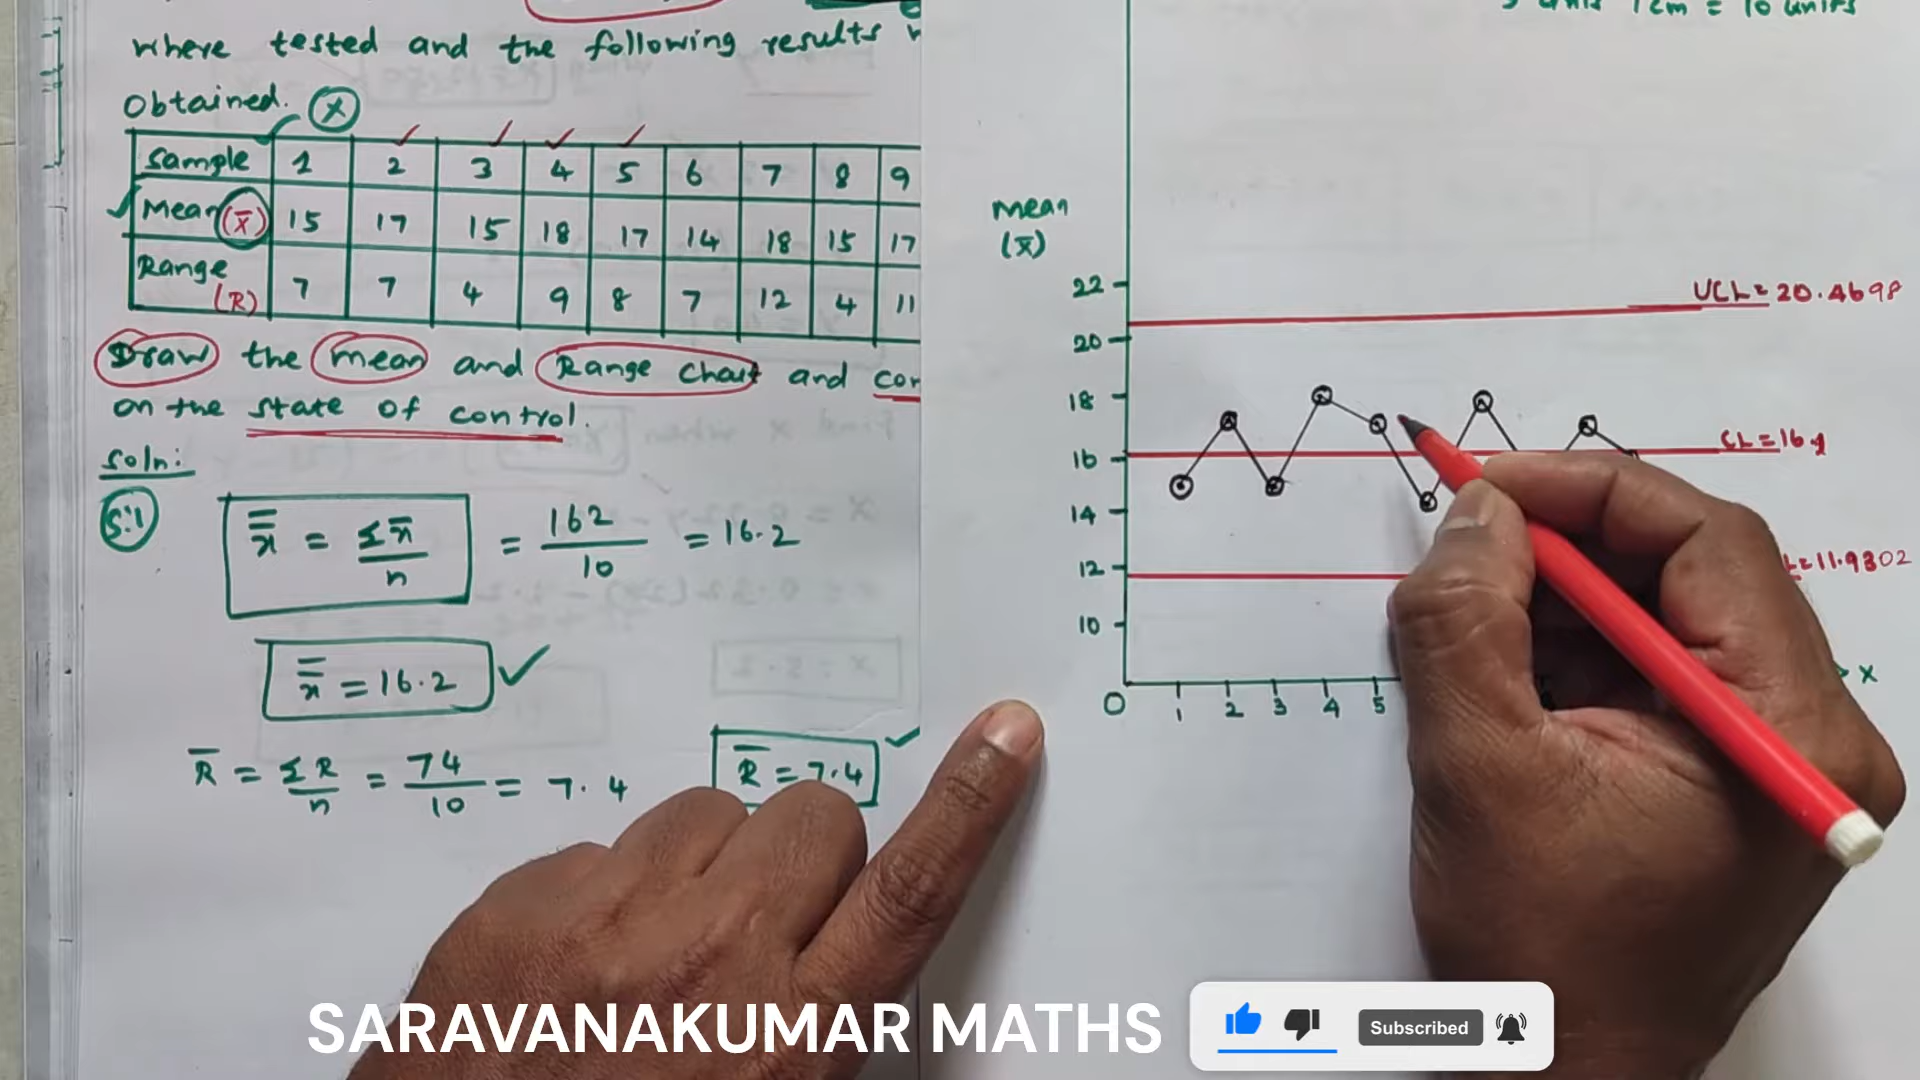 where tested and the following results
Obtained. X
Sample 1 2 3 4 5 6 7 8 9
Mean (x̄) 15 17 15 18 17 14 18 15 17
Range (R) 7 7 4 9 8 7 12 4 11
Draw the mean and Range Chart and
on the state of control.
Soln:
S:1
x̿ = Σx̄/n = 162/10 = 16.2
x̿ = 16.2 ✓
R̄ = ΣR/n = 74/10 = 7.4
R̄ = 7.4
1cm = 10 units
mean
(x̄)
22
UCL = 20.4698
20
18
CL = 16.2
16
14
12
L = 11.9302
10
0 1 2 3 4 5
x
SARAVANAKUMAR MATHS
Subscribed